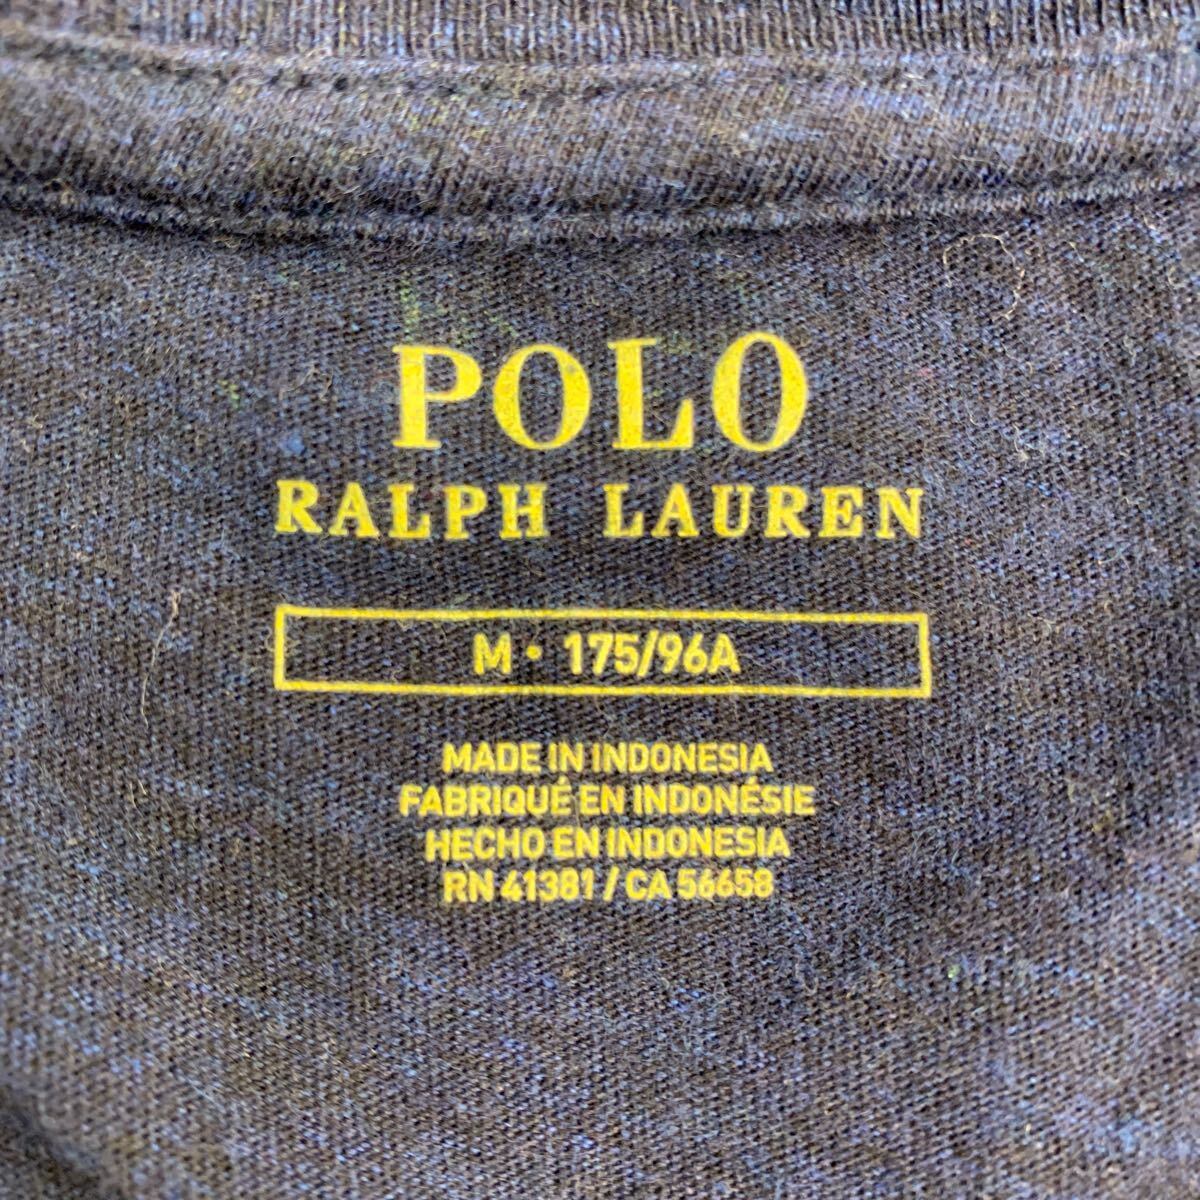 POLO
RALPH LAUREN
M • 175/96A
MADE IN INDONESIA
FABRIQUÉ EN INDONÉSIE
HECHO EN INDONESIA
RN 41381 / CA 56658